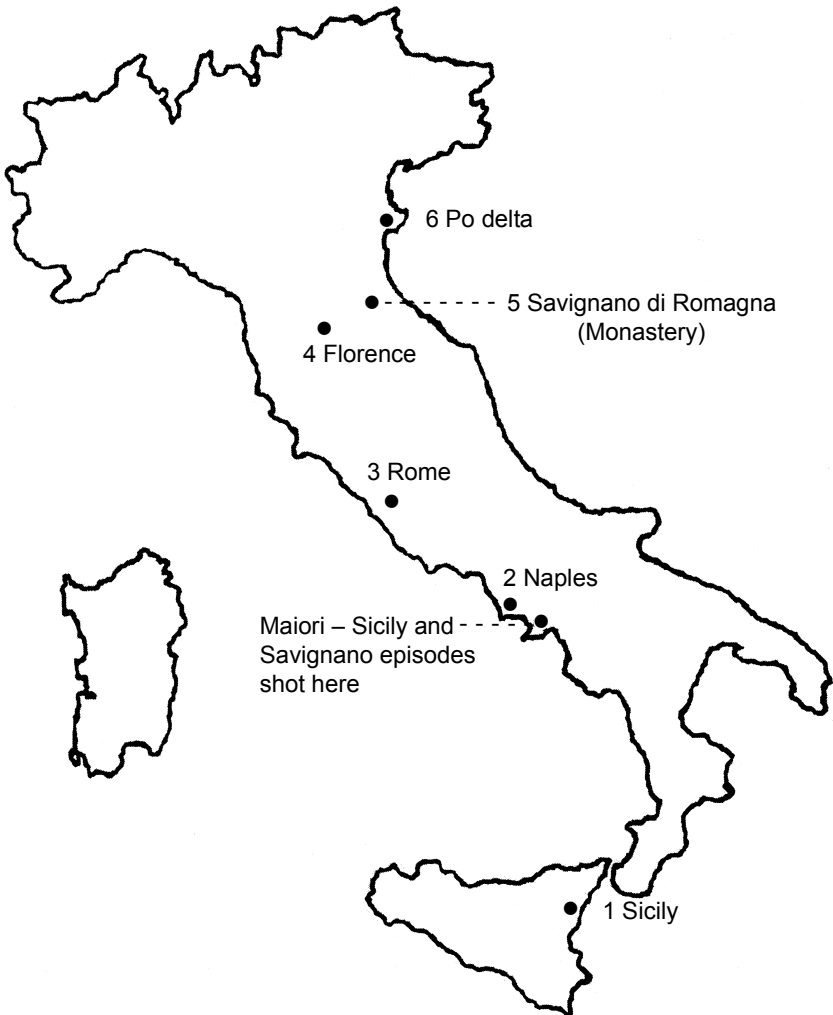 6 Po delta
5 Savignano di Romagna
(Monastery)
4 Florence
3 Rome
2 Naples
Maiori – Sicily and
Savignano episodes
shot here
1 Sicily